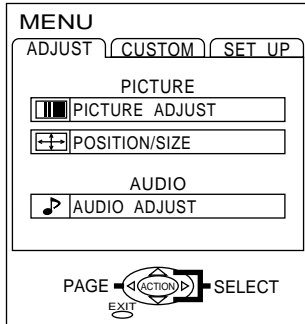 MENU
ADJUST CUSTOM SET UP
PICTURE
PICTURE ADJUST
POSITION/SIZE
AUDIO
AUDIO ADJUST
PAGE ACTION SELECT
EXIT